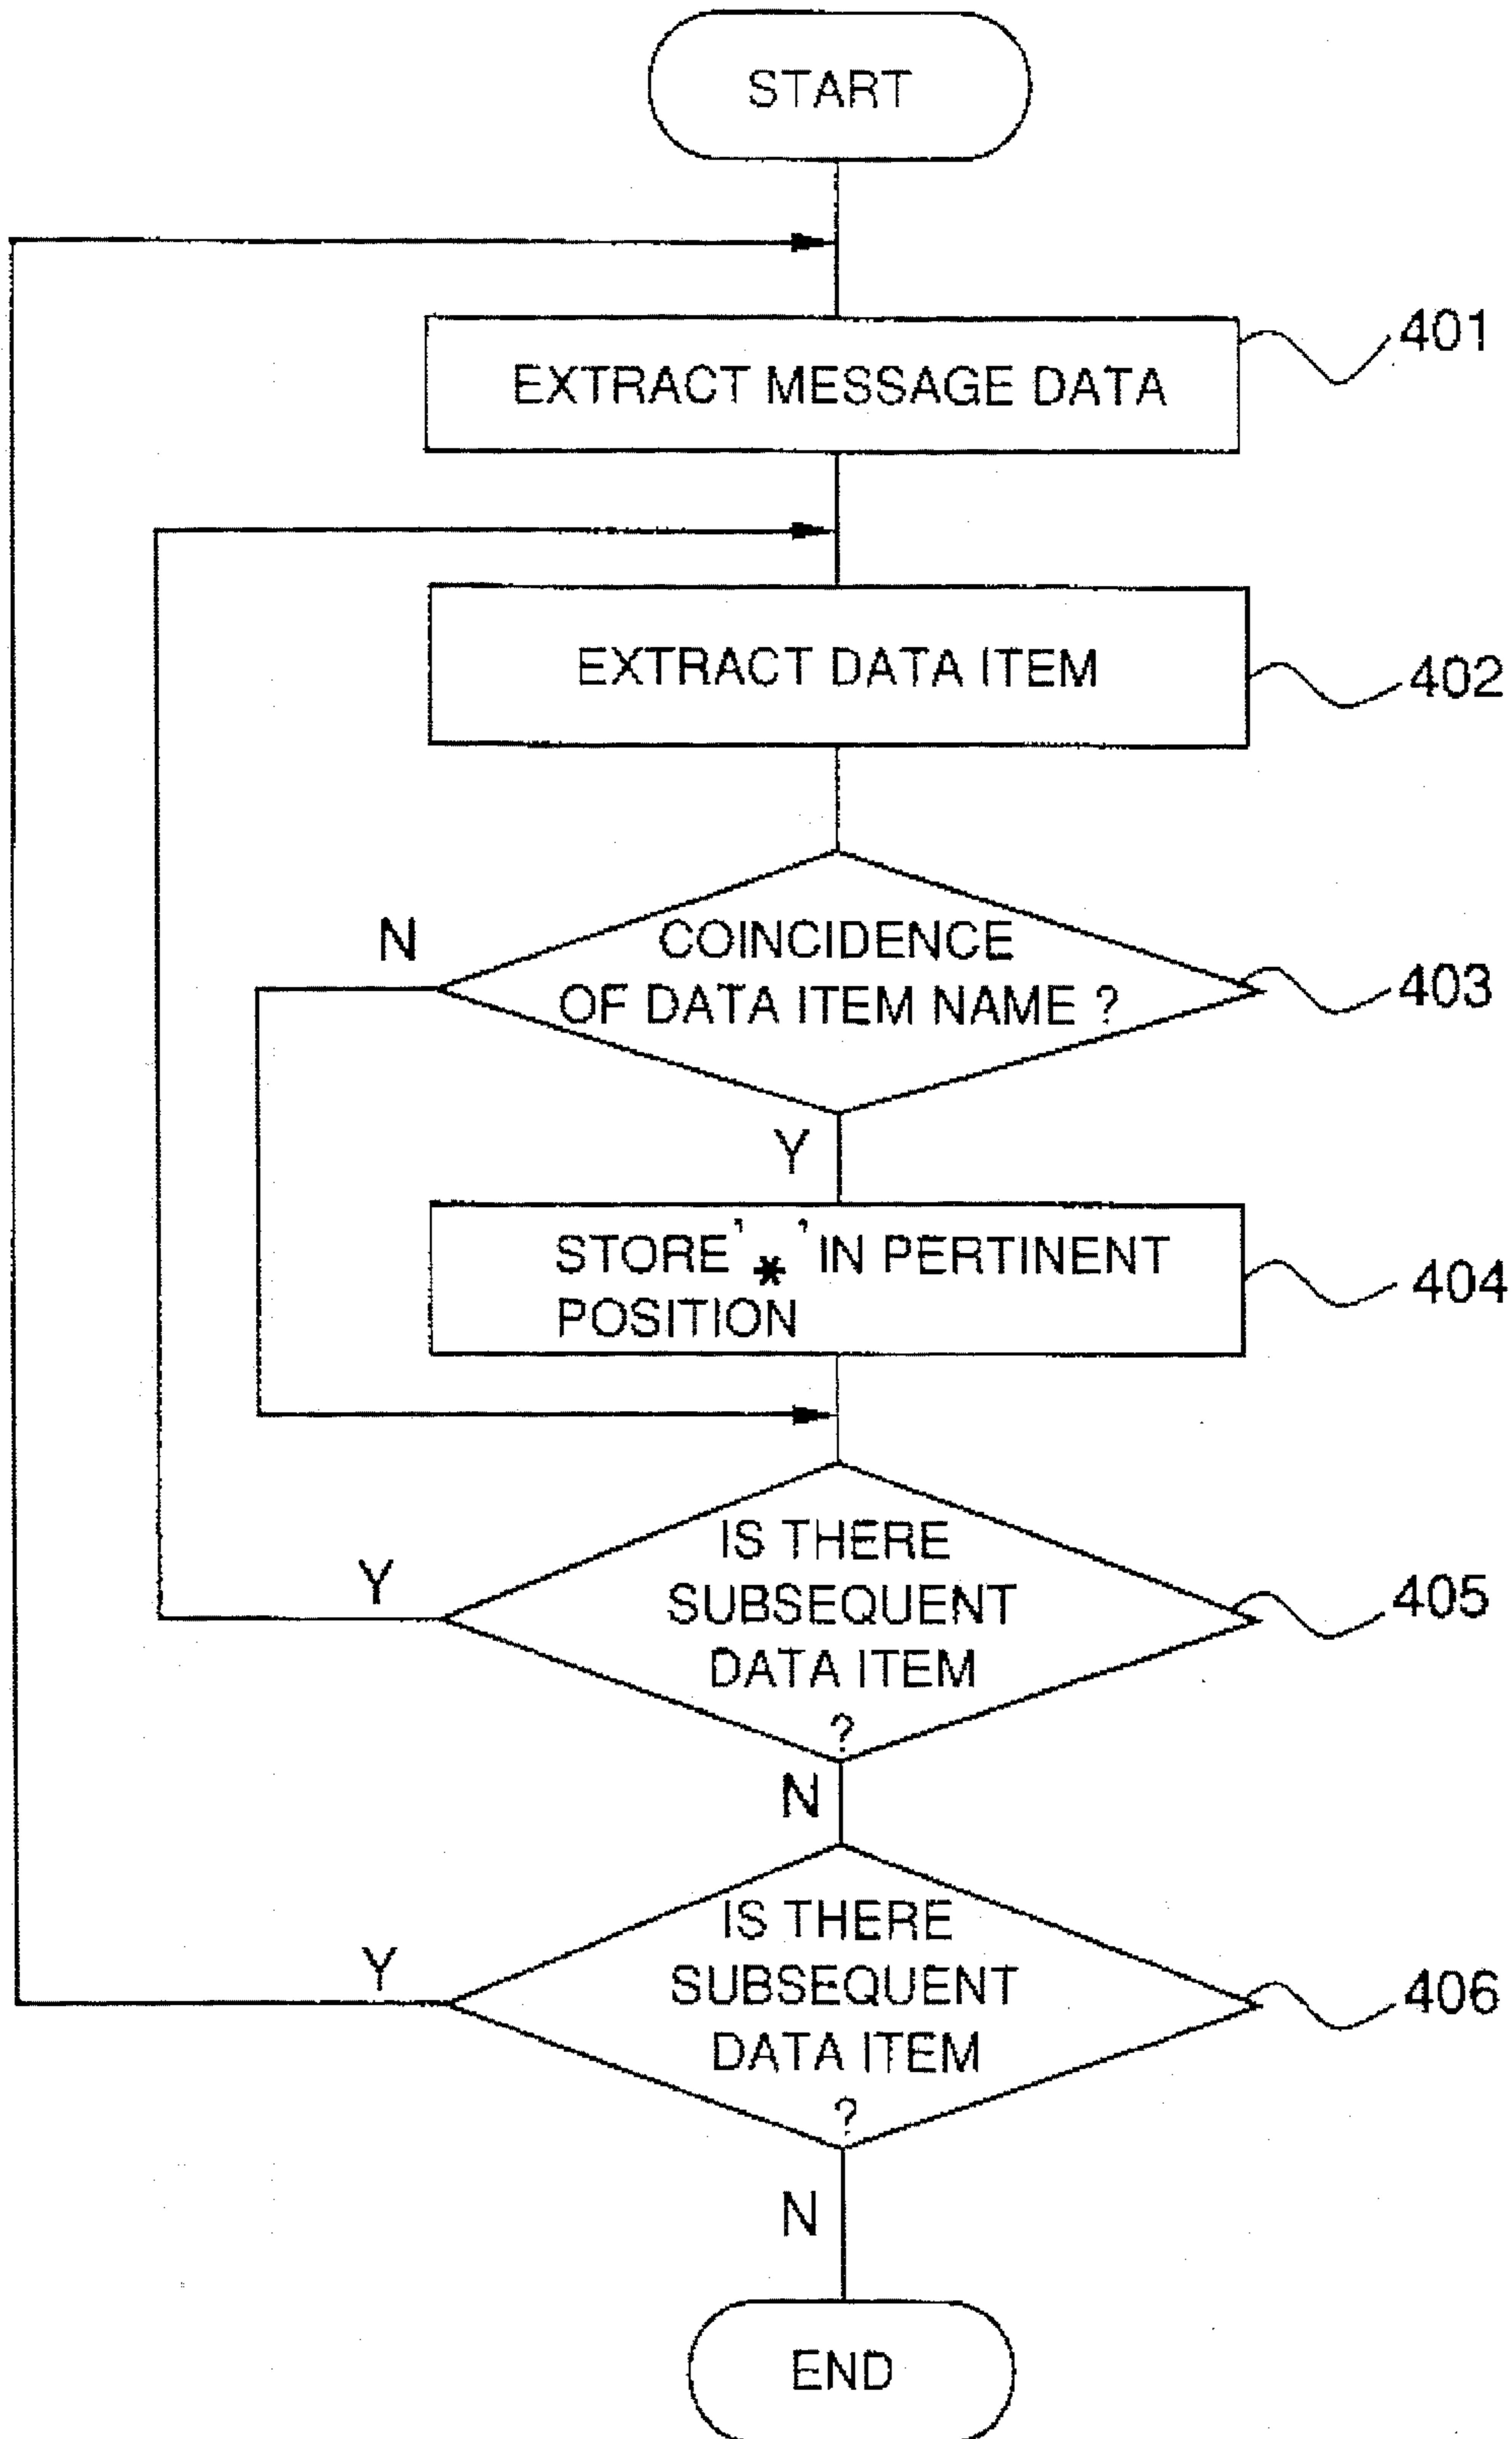 START
EXTRACT MESSAGE DATA
401
EXTRACT DATA ITEM
402
N
COINCIDENCE
OF DATA ITEM NAME ?
403
Y
STORE '*' IN PERTINENT
POSITION
404
IS THERE
SUBSEQUENT
DATA ITEM
?
Y
405
N
IS THERE
SUBSEQUENT
DATA ITEM
?
Y
406
N
END